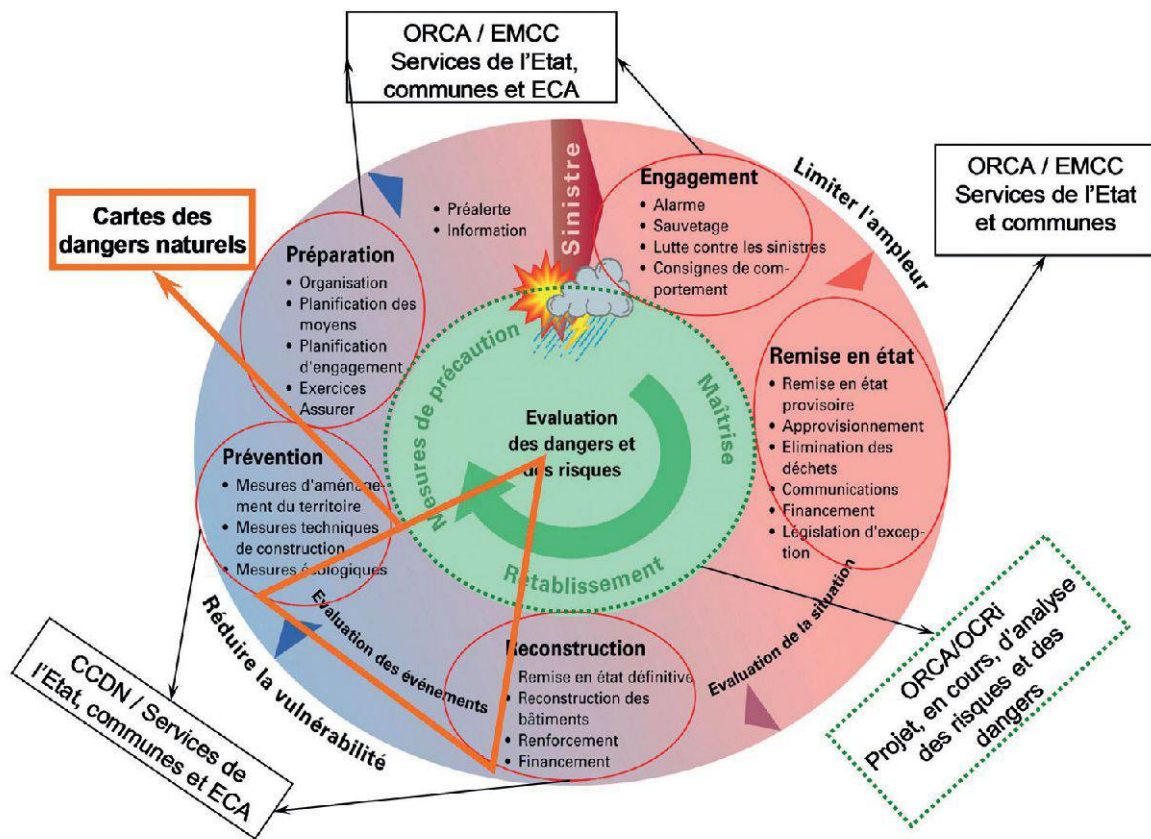 ORCA / EMCC
Services de l'Etat,
communes et ECA
ORCA / EMCC
Services de l'Etat
et communes
Cartes des
dangers naturels
Sinistre
Limiter l'ampleur
• Préalerte
• Information
Engagement
• Alarme
• Sauvetage
• Lutte contre les sinistres
• Consignes de com-
portement
Préparation
• Organisation
• Planification des
moyens
• Planification
d'engagement
• Exercices
• Assurer
Remise en état
• Remise en état
provisoire
• Approvisionnement
• Elimination des
déchets
• Communications
• Financement
• Législation d'excep-
tion
Mesures de précaution
Maîtrise
Rétablissement
Evaluation
des dangers et
des risques
Prévention
• Mesures d'aménage-
ment du territoire
• Mesures techniques
de construction
• Mesures écologiques
Réduire la vulnérabilité
Evaluation des événements
Reconstruction
Remise en état définitive
• Reconstruction des
bâtiments
• Renforcement
• Financement
Evaluation de la situation
CCDN / Services de
l'Etat, communes et ECA
ORCA/OCRi
Projet, en cours, d'analyse
des risques et des
dangers